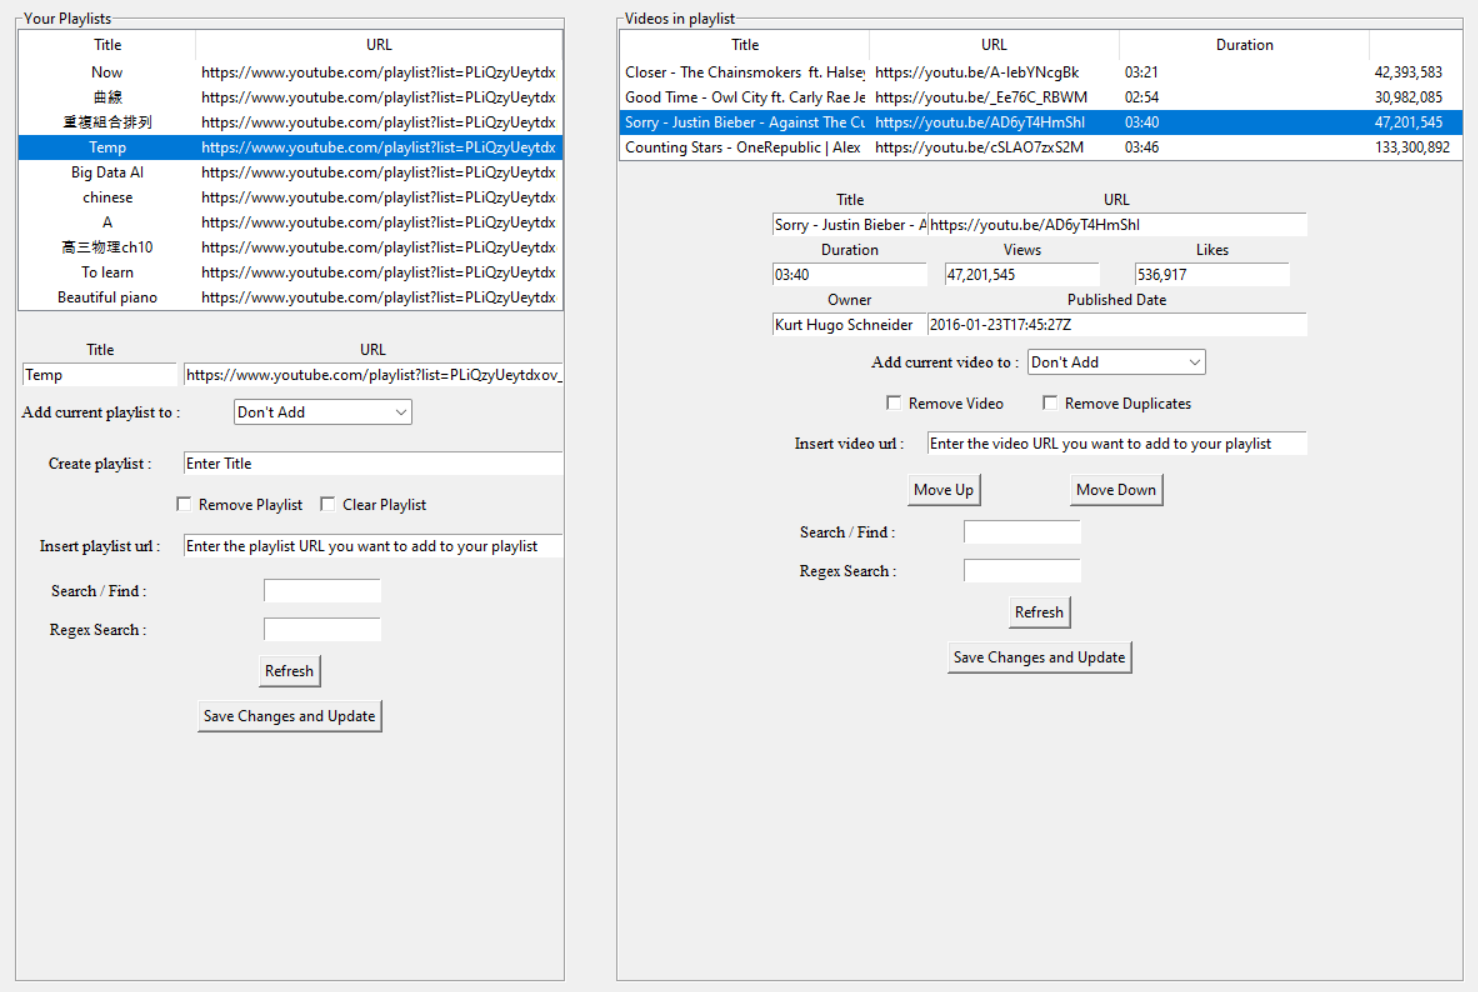 Your Playlists
Title URL
Now https://www.youtube.com/playlist?list=PLiQzyUeytdx
曲線 https://www.youtube.com/playlist?list=PLiQzyUeytdx
重複組合排列 https://www.youtube.com/playlist?list=PLiQzyUeytdx
Temp https://www.youtube.com/playlist?list=PLiQzyUeytdx
Big Data AI https://www.youtube.com/playlist?list=PLiQzyUeytdx
chinese https://www.youtube.com/playlist?list=PLiQzyUeytdx
A https://www.youtube.com/playlist?list=PLiQzyUeytdx
高三物理ch10 https://www.youtube.com/playlist?list=PLiQzyUeytdx
To learn https://www.youtube.com/playlist?list=PLiQzyUeytdx
Beautiful piano https://www.youtube.com/playlist?list=PLiQzyUeytdx
Title URL
Temp https://www.youtube.com/playlist?list=PLiQzyUeytdxov_
Add current playlist to : Don't Add
Create playlist : Enter Title
Remove Playlist Clear Playlist
Insert playlist url : Enter the playlist URL you want to add to your playlist
Search / Find :
Regex Search :
Refresh
Save Changes and Update
Videos in playlist
Title URL Duration
Closer - The Chainsmokers ft. Halsey https://youtu.be/A-IebYNcgBk 03:21 42,393,583
Good Time - Owl City ft. Carly Rae Je https://youtu.be/_Ee76C_RBWM 02:54 30,982,085
Sorry - Justin Bieber - Against The Cu https://youtu.be/AD6yT4HmShI 03:40 47,201,545
Counting Stars - OneRepublic | Alex https://youtu.be/cSLAO7zxS2M 03:46 133,300,892
Title URL
Sorry - Justin Bieber - A https://youtu.be/AD6yT4HmShI
Duration Views Likes
03:40 47,201,545 536,917
Owner Published Date
Kurt Hugo Schneider 2016-01-23T17:45:27Z
Add current video to : Don't Add
Remove Video Remove Duplicates
Insert video url : Enter the video URL you want to add to your playlist
Move Up Move Down
Search / Find :
Regex Search :
Refresh
Save Changes and Update